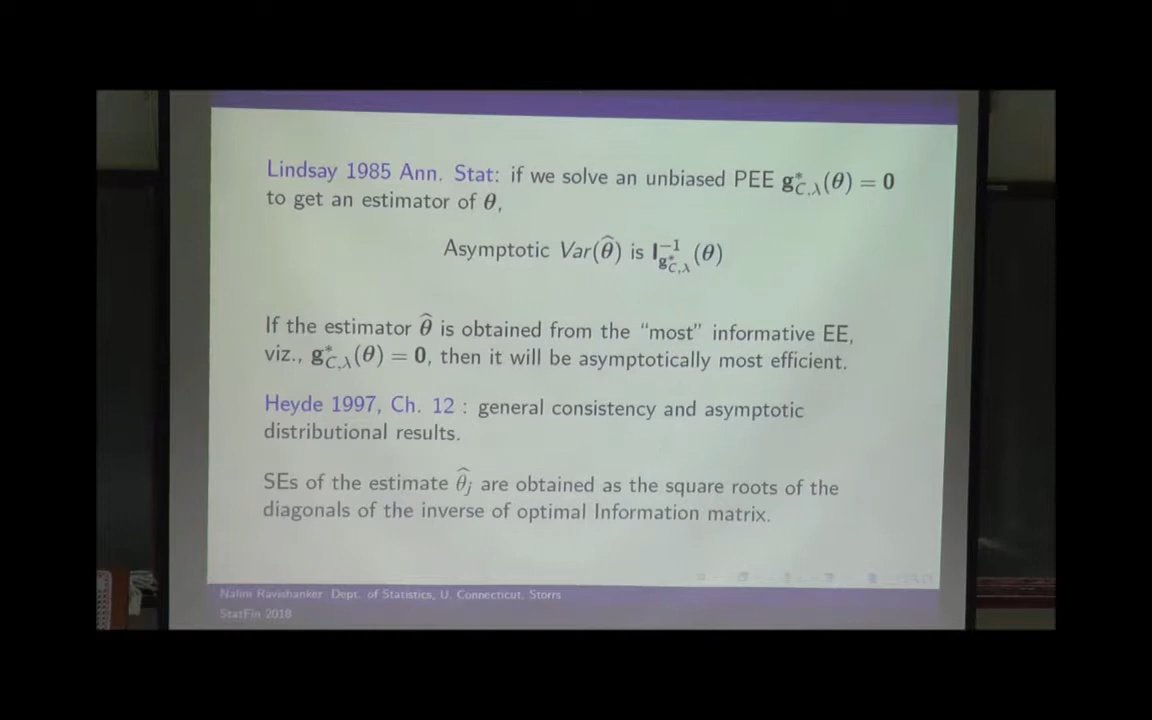 Lindsay 1985 Ann. Stat: if we solve an unbiased PEE g*_{C,λ}(θ) = 0
to get an estimator of θ,
Asymptotic Var(θ̂) is I^{-1}_{g*_{C,λ}}(θ)
If the estimator θ̂ is obtained from the “most” informative EE,
viz., g*_{C,λ}(θ) = 0, then it will be asymptotically most efficient.
Heyde 1997, Ch. 12 : general consistency and asymptotic
distributional results.
SEs of the estimate θ̂_j are obtained as the square roots of the
diagonals of the inverse of optimal Information matrix.
Nalini Ravishanker Dept. of Statistics, U. Connecticut, Storrs
StatFin 2018